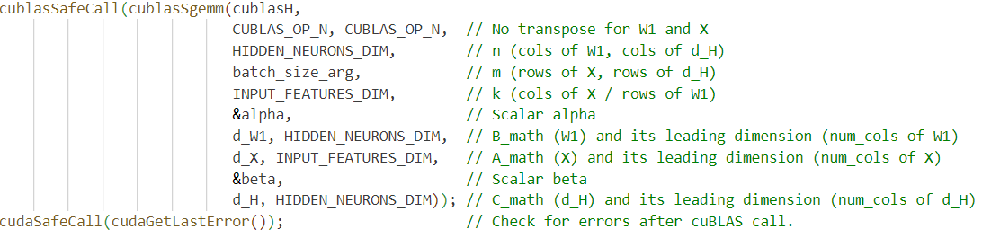 cublasSafeCall(cublasSgemm(cublasH,
CUBLAS_OP_N, CUBLAS_OP_N, // No transpose for W1 and X
HIDDEN_NEURONS_DIM, // n (cols of W1, cols of d_H)
batch_size_arg, // m (rows of X, rows of d_H)
INPUT_FEATURES_DIM, // k (cols of X / rows of W1)
&alpha, // Scalar alpha
d_W1, HIDDEN_NEURONS_DIM, // B_math (W1) and its leading dimension (num_cols of W1)
d_X, INPUT_FEATURES_DIM, // A_math (X) and its leading dimension (num_cols of X)
&beta, // Scalar beta
d_H, HIDDEN_NEURONS_DIM)); // C_math (d_H) and its leading dimension (num_cols of d_H)
cudaSafeCall(cudaGetLastError()); // Check for errors after cuBLAS call.